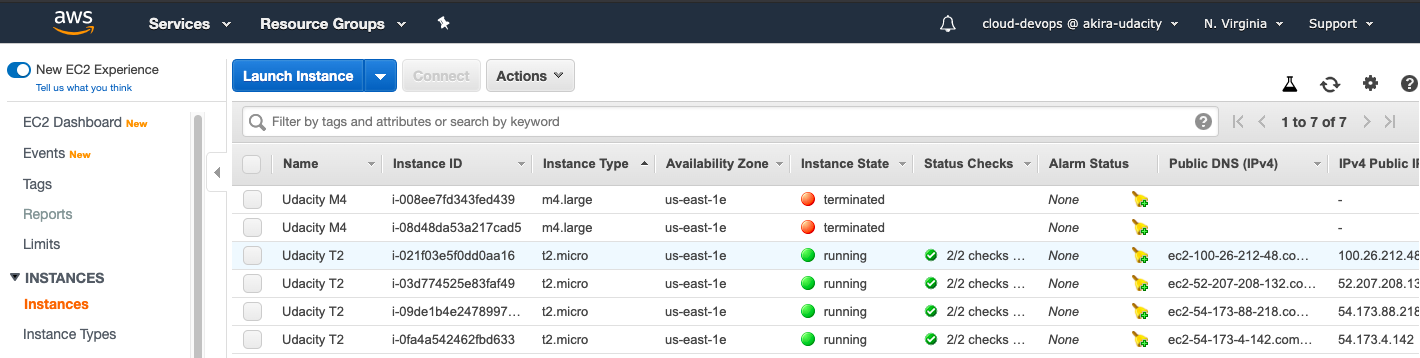 aws Services Resource Groups cloud-devops @ akira-udacity N. Virginia Support
New EC2 Experience
Tell us what you think
EC2 Dashboard New
Events New
Tags
Reports
Limits
INSTANCES
Instances
Instance Types
Launch Instance Connect Actions
Filter by tags and attributes or search by keyword 1 to 7 of 7
Name Instance ID Instance Type Availability Zone Instance State Status Checks Alarm Status Public DNS (IPv4) IPv4 Public IP
Udacity M4 i-008ee7fd343fed439 m4.large us-east-1e terminated None -
Udacity M4 i-08d48da53a217cad5 m4.large us-east-1e terminated None -
Udacity T2 i-021f03e5f0dd0aa16 t2.micro us-east-1e running 2/2 checks ... None ec2-100-26-212-48.co... 100.26.212.48
Udacity T2 i-03d774525e83faf49 t2.micro us-east-1e running 2/2 checks ... None ec2-52-207-208-132.co... 52.207.208.13
Udacity T2 i-09de1b4e2478997... t2.micro us-east-1e running 2/2 checks ... None ec2-54-173-88-218.co... 54.173.88.218
Udacity T2 i-0fa4a542462fbd633 t2.micro us-east-1e running 2/2 checks ... None ec2-54-173-4-142.com... 54.173.4.142